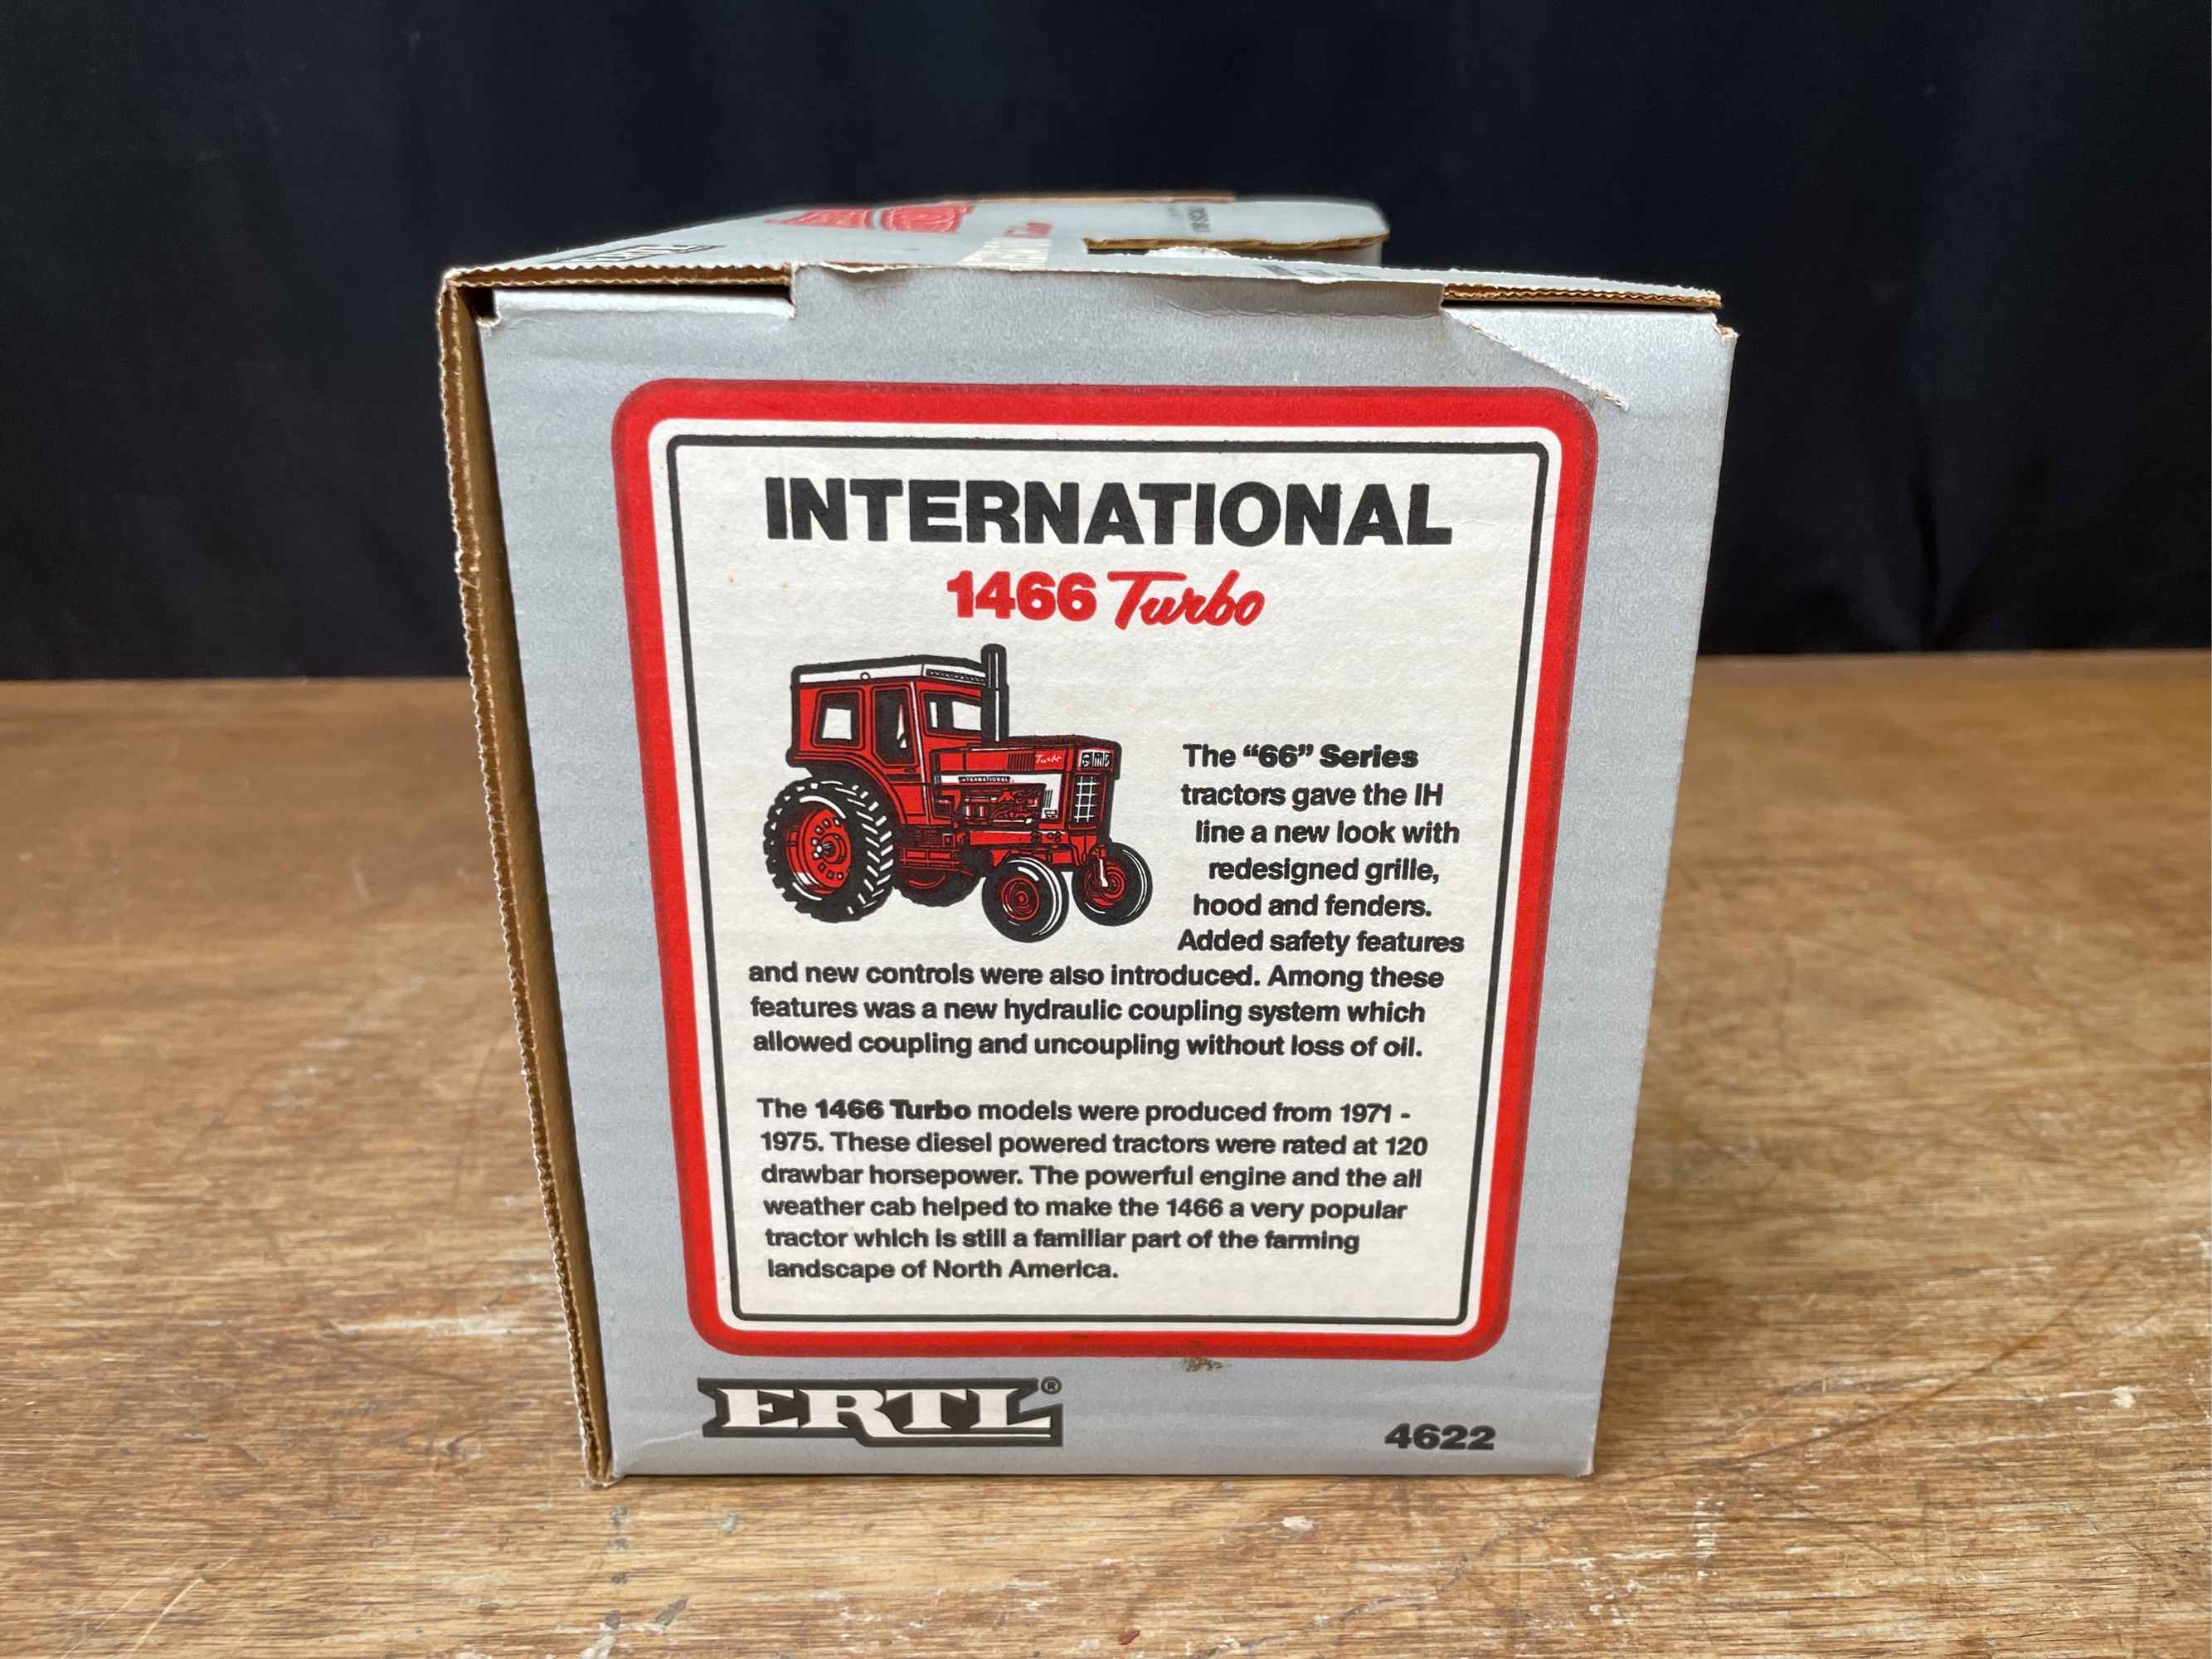 INTERNATIONAL
1466 Turbo
Turbo
INTERNATIONAL
The “66” Series
tractors gave the IH
line a new look with
redesigned grille,
hood and fenders.
Added safety features
and new controls were also introduced. Among these
features was a new hydraulic coupling system which
allowed coupling and uncoupling without loss of oil.
The 1466 Turbo models were produced from 1971 -
1975. These diesel powered tractors were rated at 120
drawbar horsepower. The powerful engine and the all
weather cab helped to make the 1466 a very popular
tractor which is still a familiar part of the farming
landscape of North America.
ERTL®
4622